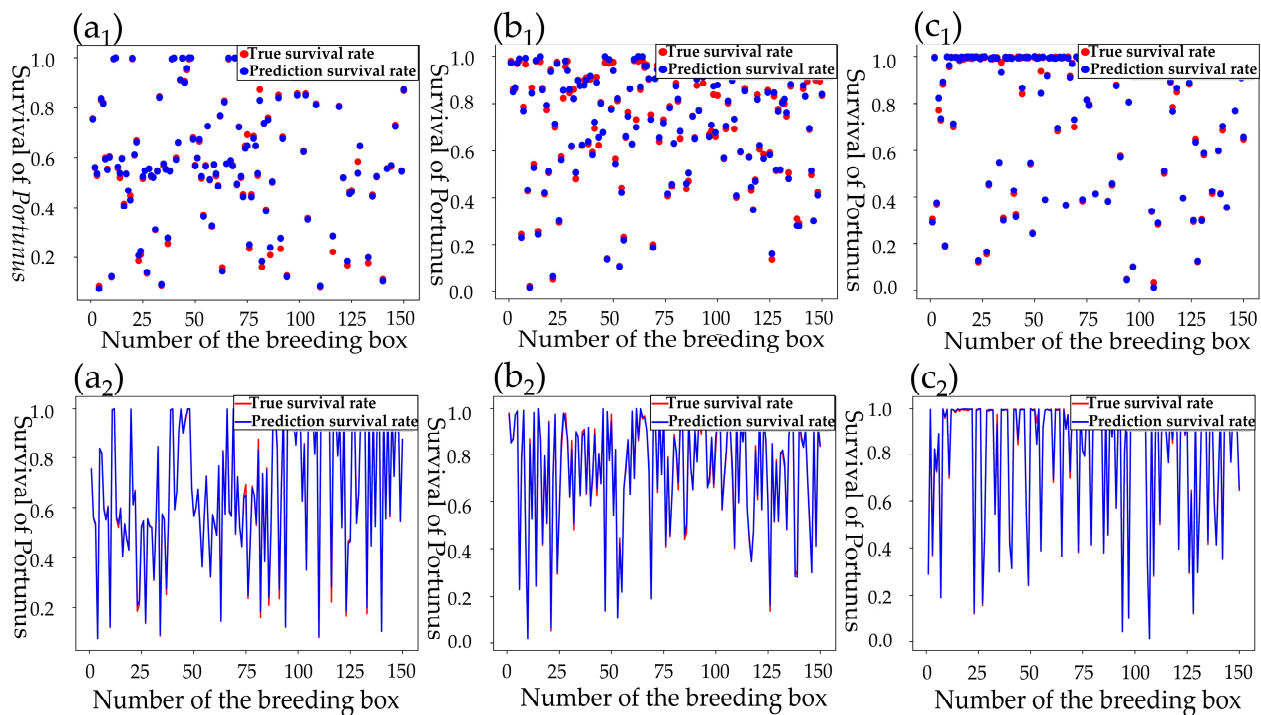 (a1)
True survival rate
Prediction survival rate
Survival of Portunus
1.0
0.8
0.6
0.4
0.2
0 25 50 75 100 125 150
Number of the breeding box
(b1)
True survival rate
Prediction survival rate
Survival of Portunus
1.0
0.8
0.6
0.4
0.2
0.0
0 25 50 75 100 125 150
Number of the breeding box
(c1)
True survival rate
Prediction survival rate
Survival of Portunus
1.0
0.8
0.6
0.4
0.2
0.0
0 25 50 75 100 125 150
Number of the breeding box
(a2)
True survival rate
Prediction survival rate
Survival of Portunus
1.0
0.8
0.6
0.4
0.2
0 25 50 75 100 125 150
Number of the breeding box
(b2)
True survival rate
Prediction survival rate
Survival of Portunus
1.0
0.8
0.6
0.4
0.2
0.0
0 25 50 75 100 125 150
Number of the breeding box
(c2)
True survival rate
Prediction survival rate
Survival of Portunus
1.0
0.8
0.6
0.4
0.2
0.0
0 25 50 75 100 125 150
Number of the breeding box